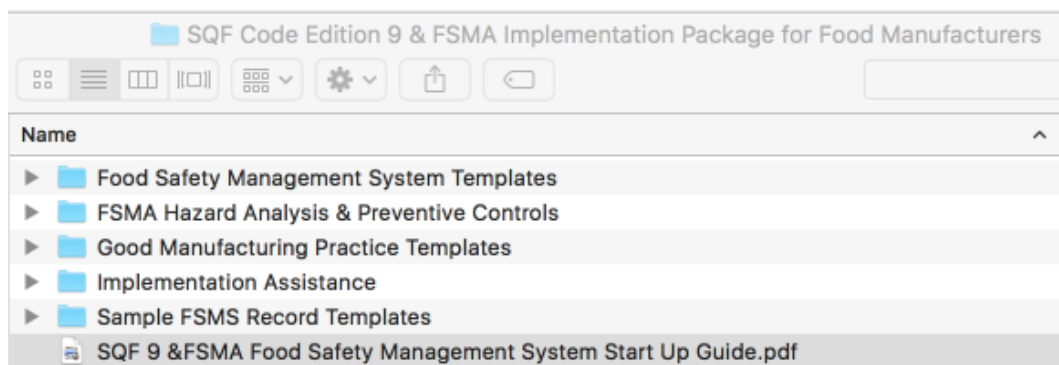 SQF Code Edition 9 & FSMA Implementation Package for Food Manufacturers
Name
Food Safety Management System Templates
FSMA Hazard Analysis & Preventive Controls
Good Manufacturing Practice Templates
Implementation Assistance
Sample FSMS Record Templates
SQF 9 &FSMA Food Safety Management System Start Up Guide.pdf